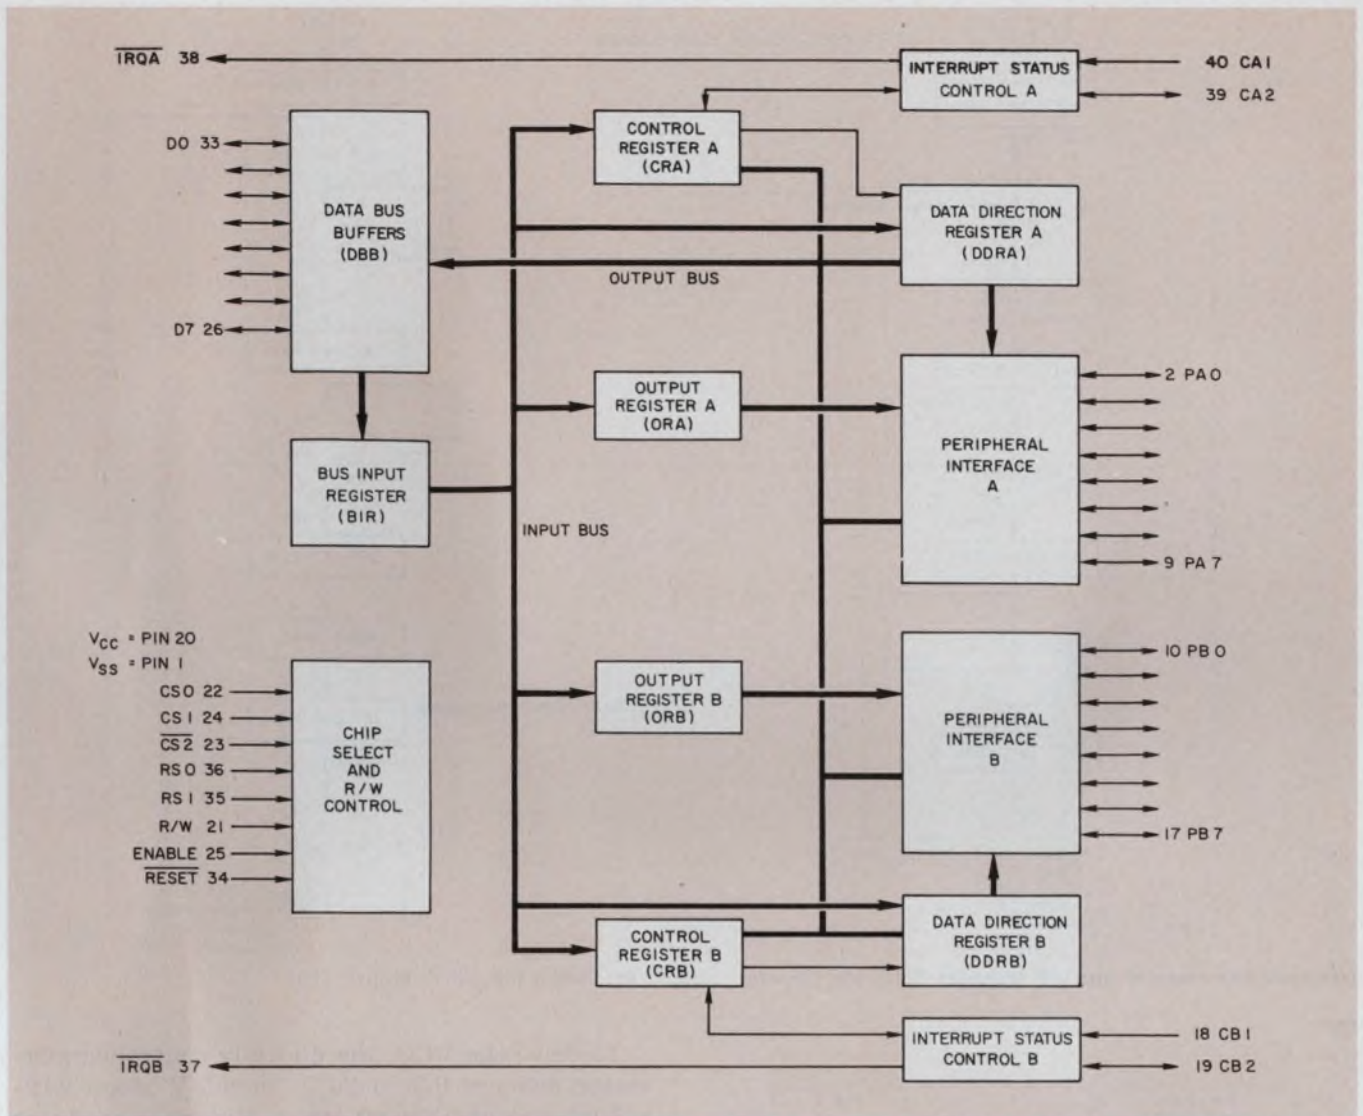 IRQA 38
INTERRUPT STATUS
CONTROL A
40 CA1
39 CA2
D0 33
D7 26
DATA BUS
BUFFERS
(DBB)
CONTROL
REGISTER A
(CRA)
DATA DIRECTION
REGISTER A
(DDRA)
OUTPUT BUS
OUTPUT
REGISTER A
(ORA)
PERIPHERAL
INTERFACE
A
2 PA0
9 PA7
BUS INPUT
REGISTER
(BIR)
INPUT BUS
VCC = PIN 20
VSS = PIN 1
CS0 22
CS1 24
CS2 23
RS0 36
RS1 35
R/W 21
ENABLE 25
RESET 34
CHIP
SELECT
AND
R/W
CONTROL
OUTPUT
REGISTER B
(ORB)
PERIPHERAL
INTERFACE
B
10 PB0
17 PB7
CONTROL
REGISTER B
(CRB)
DATA DIRECTION
REGISTER B
(DDRB)
INTERRUPT STATUS
CONTROL B
18 CB1
19 CB2
IRQB 37